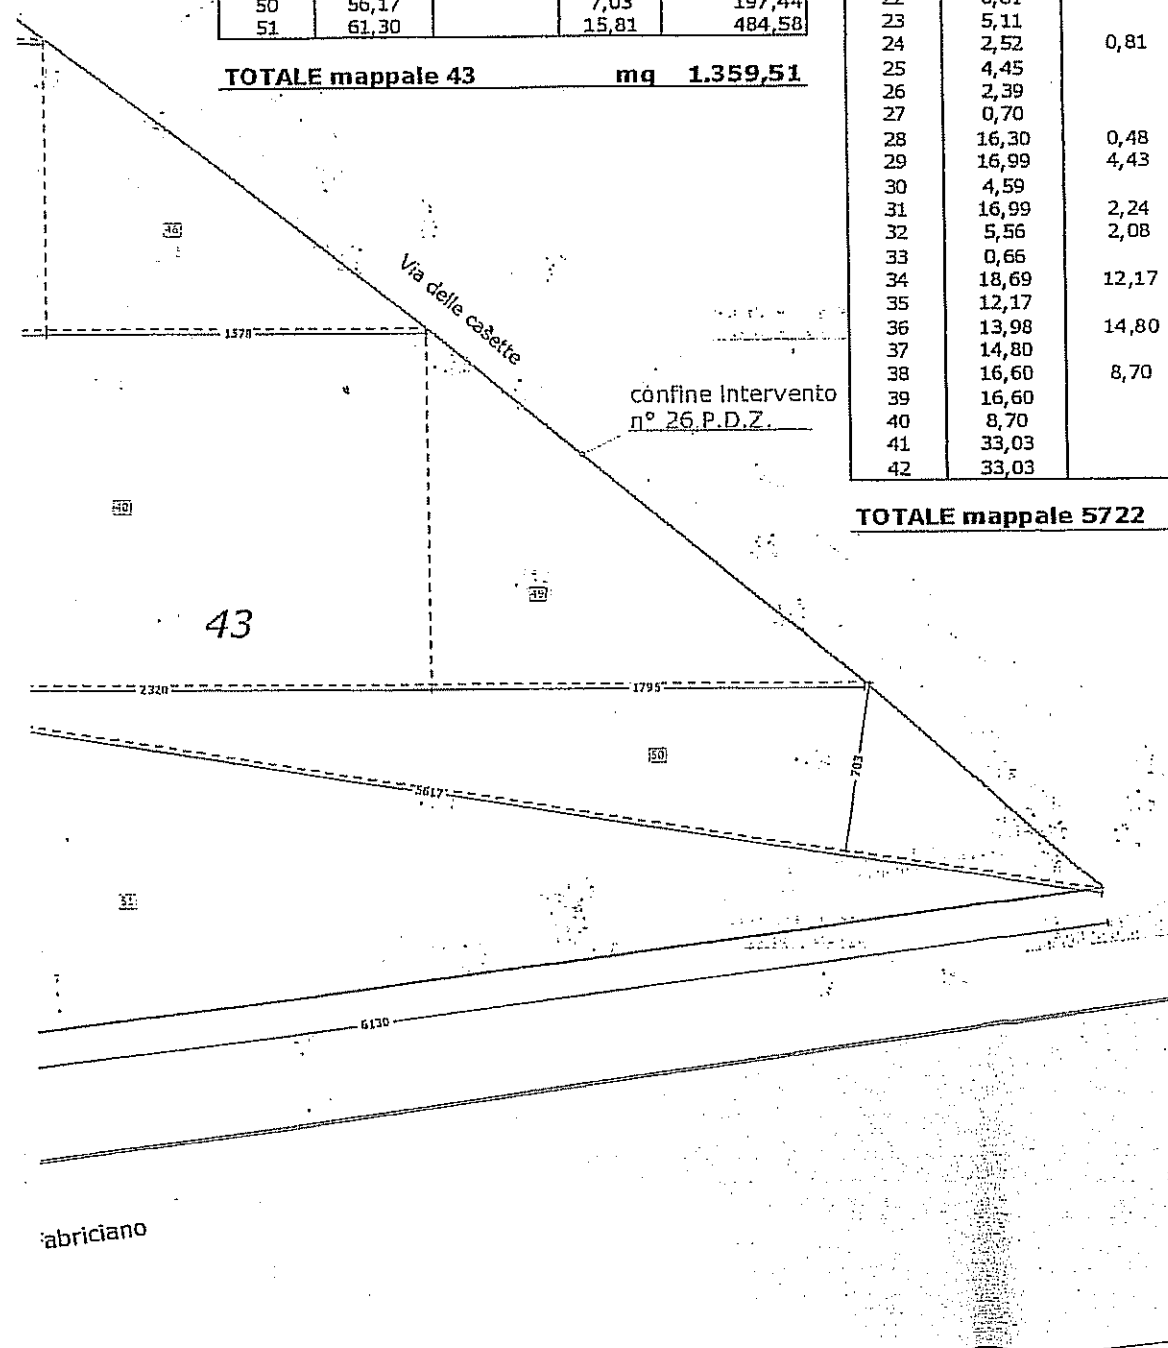 50 56,17 7,03 197,44
51 61,30 15,81 484,58
TOTALE mappale 43 mq 1.359,51
23 5,11
24 2,52 0,81
25 4,45
26 2,39
27 0,70
28 16,30 0,48
29 16,99 4,43
30 4,59
31 16,99 2,24
32 5,56 2,08
33 0,66
34 18,69 12,17
35 12,17
36 13,98 14,80
37 14,80
38 16,60 8,70
39 16,60
40 8,70
41 33,03
42 33,03
TOTALE mappale 5722
46
Via delle casette
1578
confine Intervento
n° 26 P.D.Z.
49
43
2320
1795
50
703
5617
51
6130
abriciano